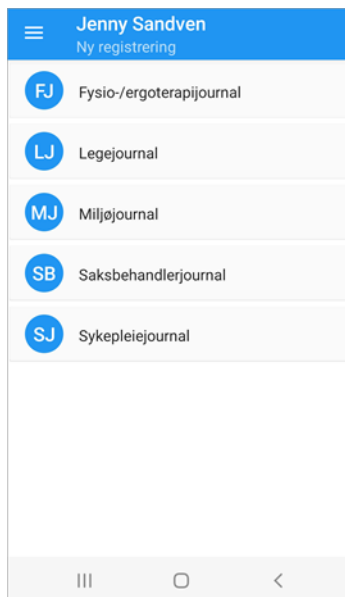 Jenny Sandven
Ny registrering
FJ Fysio-/ergoterapijournal
LJ Legejournal
MJ Miljøjournal
SB Saksbehandlerjournal
SJ Sykepleiejournal